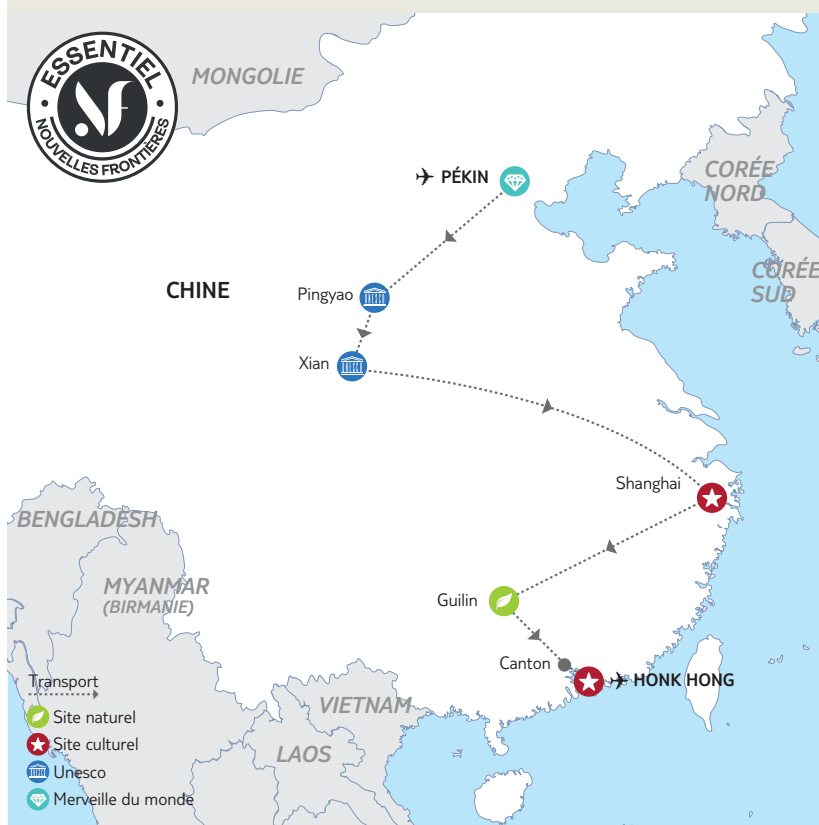 ESSENTIEL
NF
NOUVELLES FRONTIÈRES
MONGOLIE
PÉKIN
CORÉE
NORD
CORÉE
SUD
CHINE
Pingyao
Xian
Shanghai
BENGLADESH
MYANMAR
(BIRMANIE)
Guilin
Canton
HONK HONG
VIETNAM
LAOS
Transport
Site naturel
Site culturel
Unesco
Merveille du monde